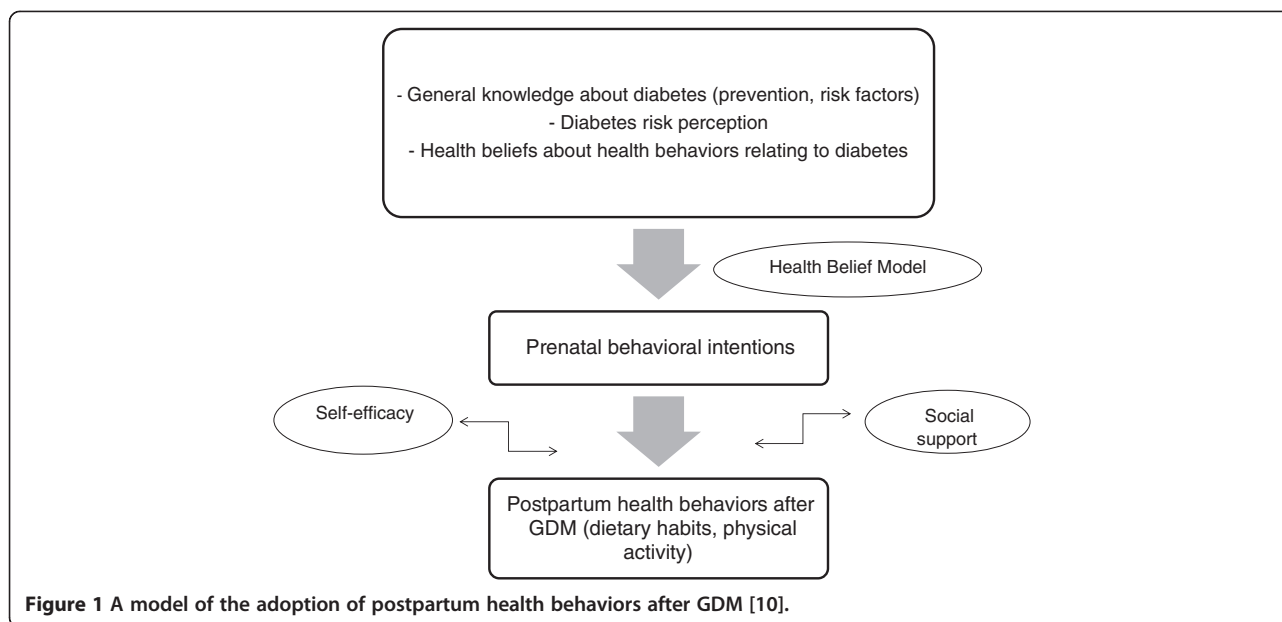 - General knowledge about diabetes (prevention, risk factors)
- Diabetes risk perception
- Health beliefs about health behaviors relating to diabetes
Health Belief Model
Prenatal behavioral intentions
Self-efficacy
Social
support
Postpartum health behaviors after
GDM (dietary habits, physical
activity)
Figure 1 A model of the adoption of postpartum health behaviors after GDM [10].